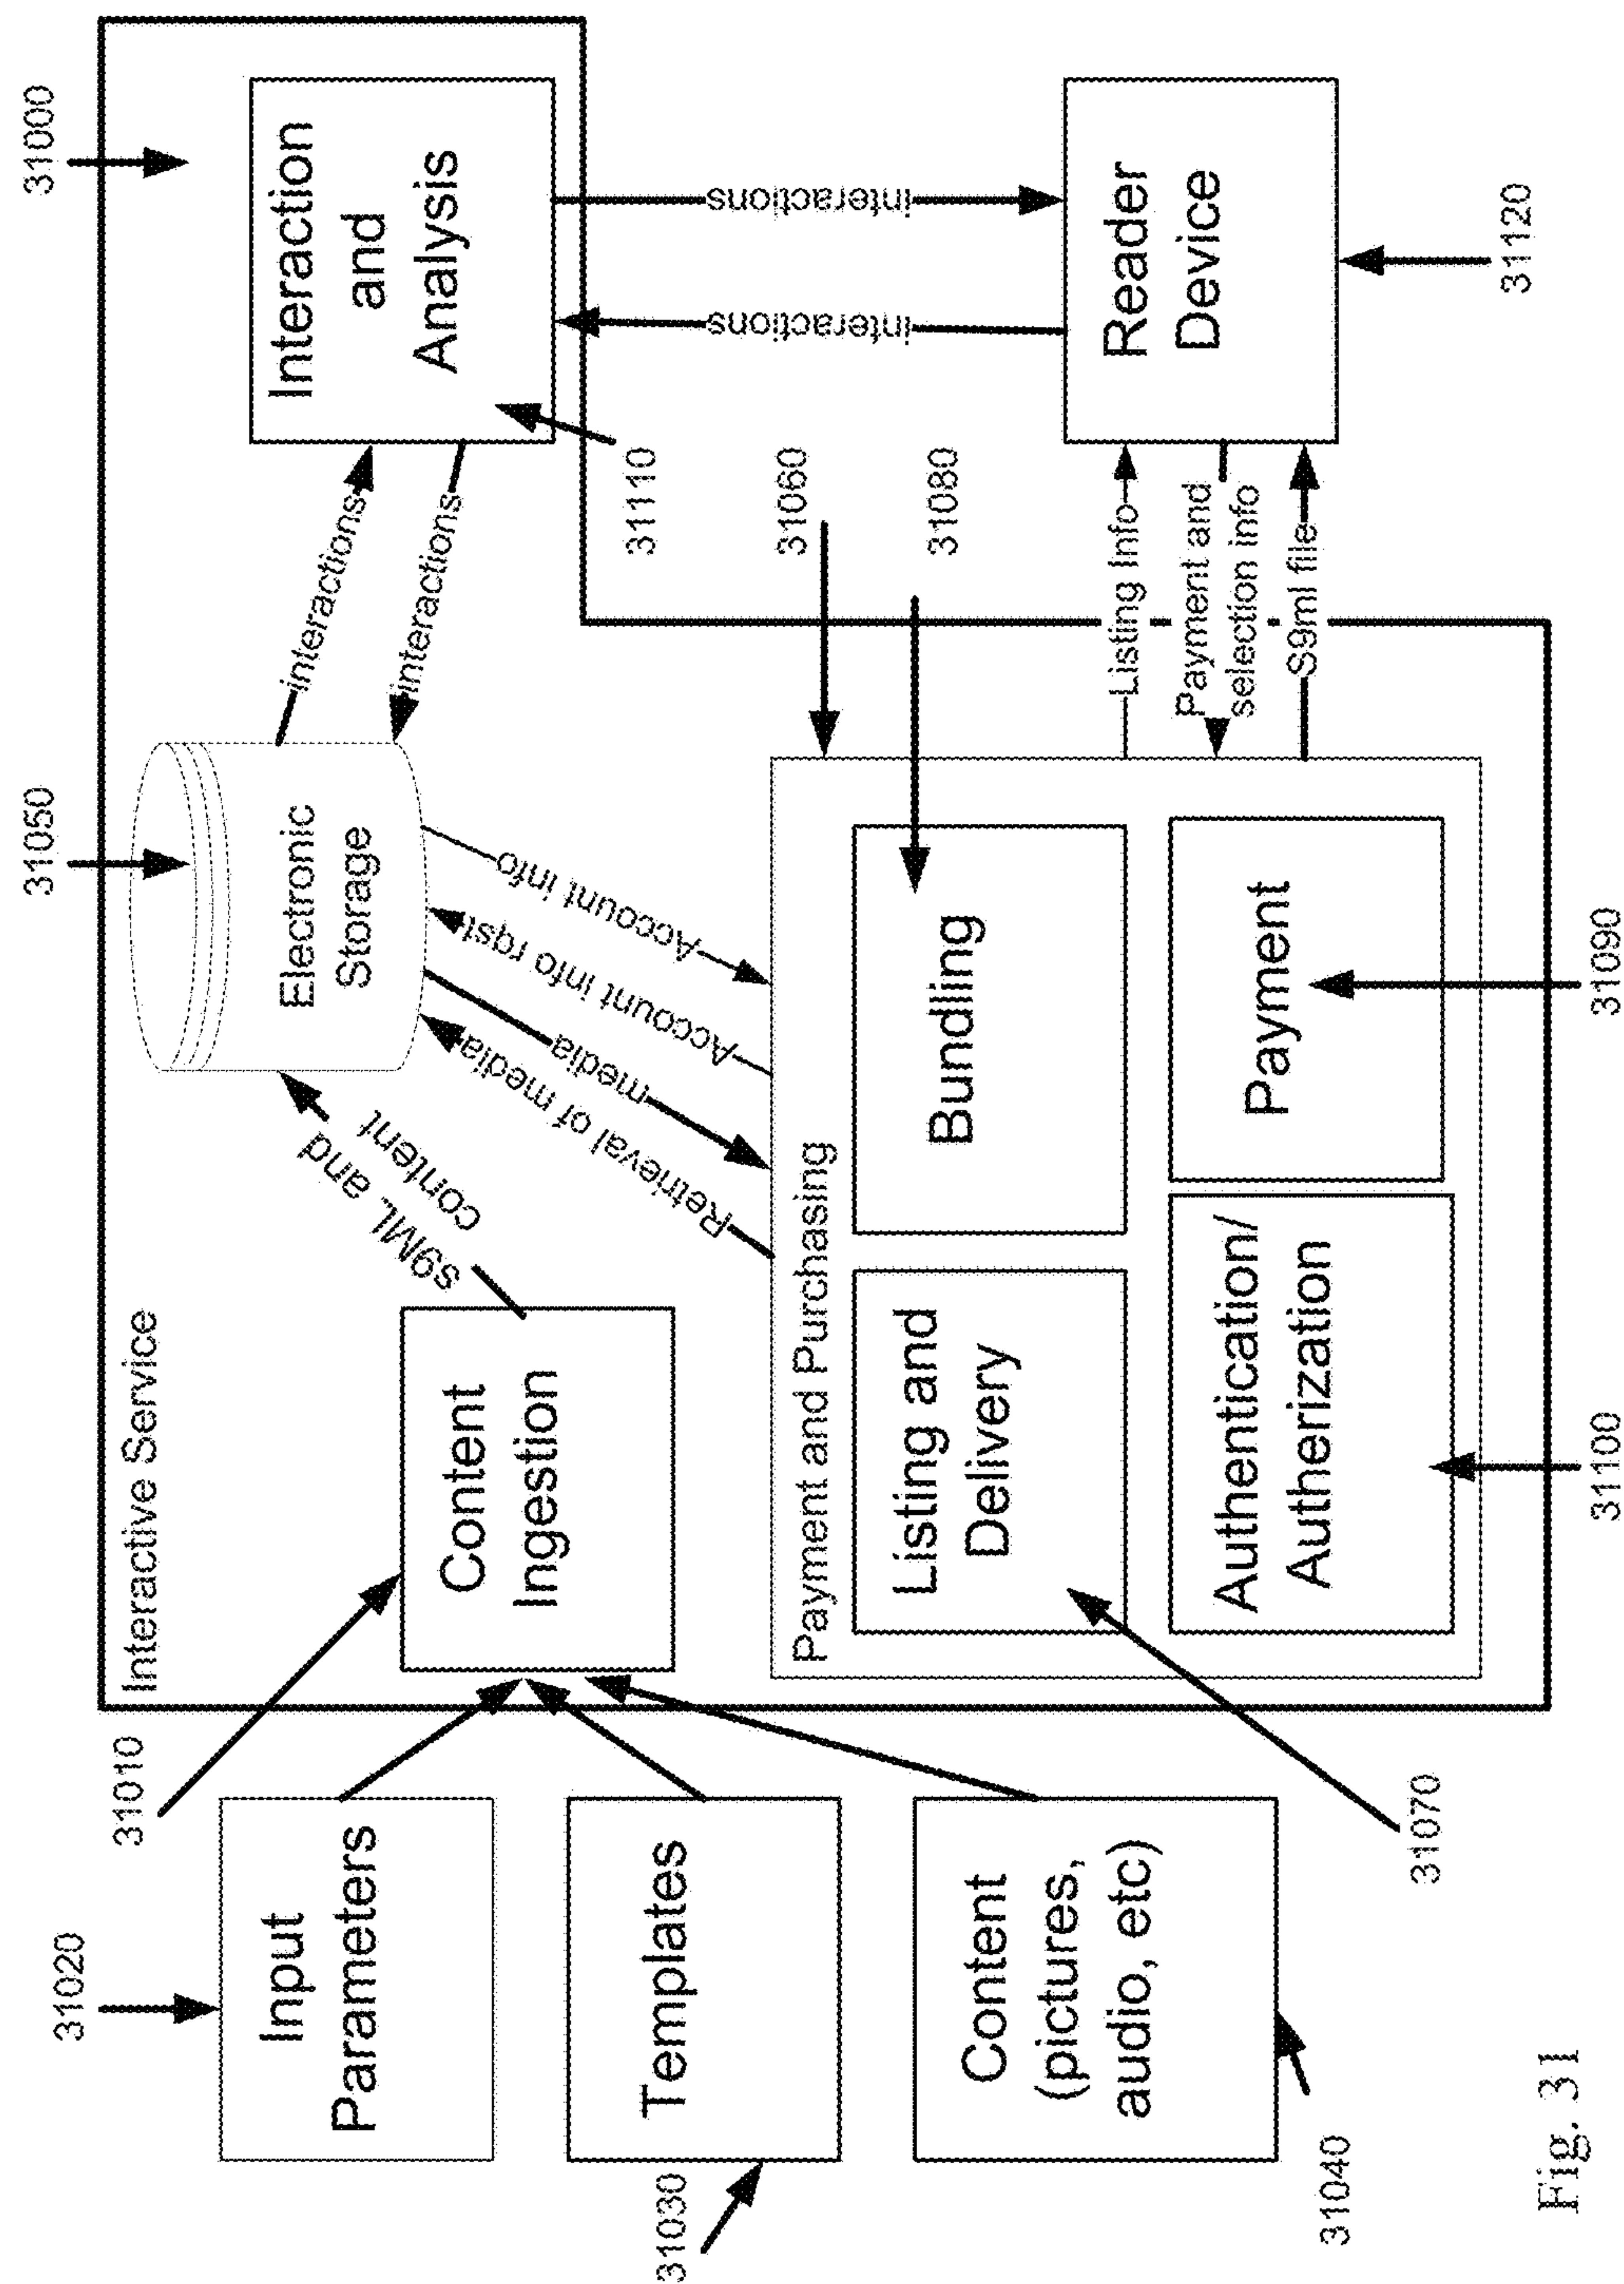 31000
31050
31010
31020
Interactive Service
Input
Parameters
Content
Ingestion
s9ML and
content
Electronic
Storage
interactions
interactions
Interaction
and
Analysis
31110
Templates
31030
Retrieval of media
media
Account info rqst
Account info
31060
31080
interactions
interactions
Content
(pictures,
audio, etc)
31040
Payment and Purchasing
Listing and
Delivery
Bundling
Authentication/
Autherization
Payment
Listing Info
Payment and
selection info
S9ml file
Reader
Device
31120
31070
31100
31090
Fig. 31